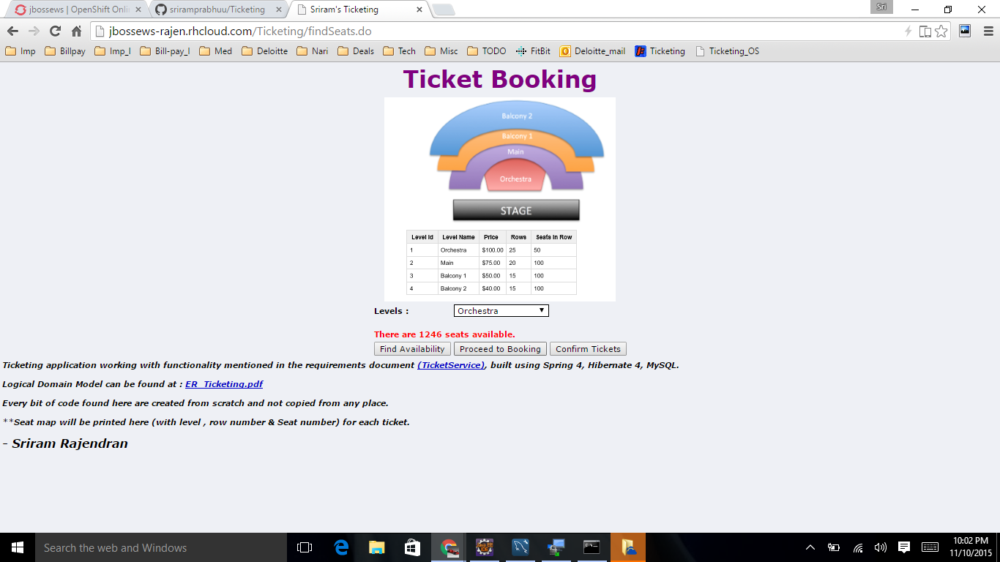 jbossews | OpenShift Onli
sriramprabhuu/Ticketing
Sriram's Ticketing
Sri
jbossews-rajen.rhcloud.com/Ticketing/findSeats.do
Imp Billpay Imp_I Bill-pay_I Med Deloitte Nari Deals Tech Misc TODO FitBit Deloitte_mail Ticketing Ticketing_OS
Ticket Booking
Balcony 2
Balcony 1
Main
Orchestra
STAGE
Level Id Level Name Price Rows Seats in Row
1 Orchestra $100.00 25 50
2 Main $75.00 20 100
3 Balcony 1 $50.00 15 100
4 Balcony 2 $40.00 15 100
Levels : Orchestra
There are 1246 seats available.
Find Availability Proceed to Booking Confirm Tickets
Ticketing application working with functionality mentioned in the requirements document (TicketService), built using Spring 4, Hibernate 4, MySQL.
Logical Domain Model can be found at : ER_Ticketing.pdf
Every bit of code found here are created from scratch and not copied from any place.
**Seat map will be printed here (with level , row number & Seat number) for each ticket.
- Sriram Rajendran
Search the web and Windows
10:02 PM
11/10/2015